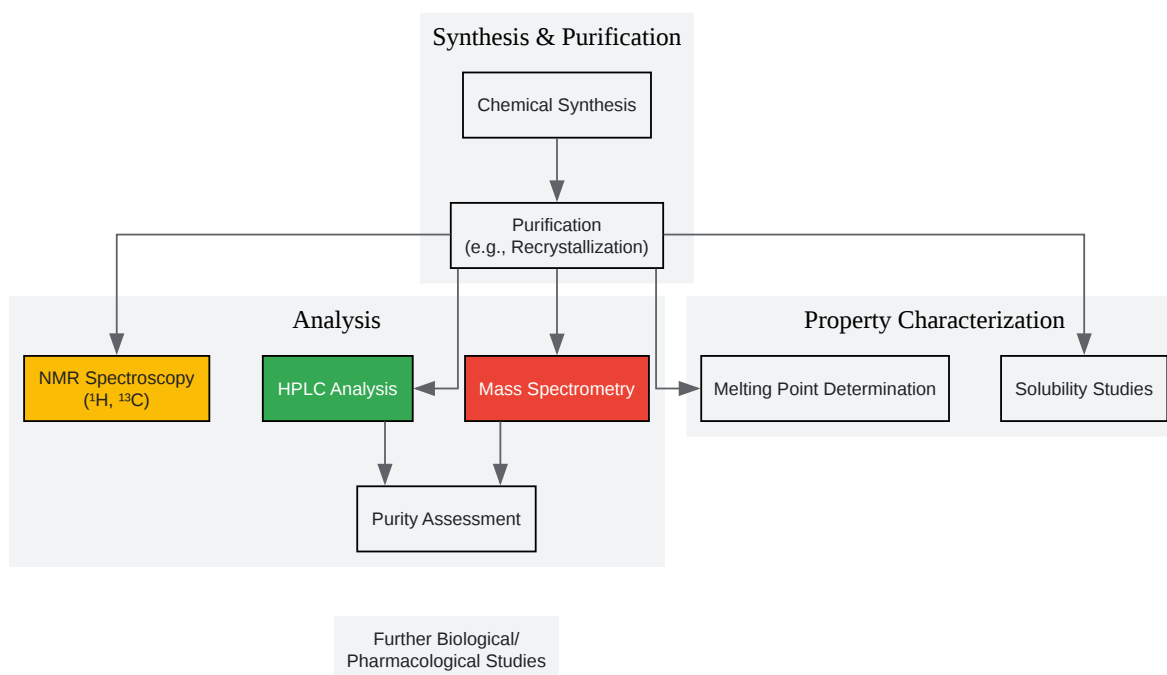 Synthesis & Purification
Chemical Synthesis
Purification
(e.g., Recrystallization)
Analysis
Property Characterization
NMR Spectroscopy
(¹H, ¹³C)
HPLC Analysis
Mass Spectrometry
Melting Point Determination
Solubility Studies
Purity Assessment
Further Biological/
Pharmacological Studies